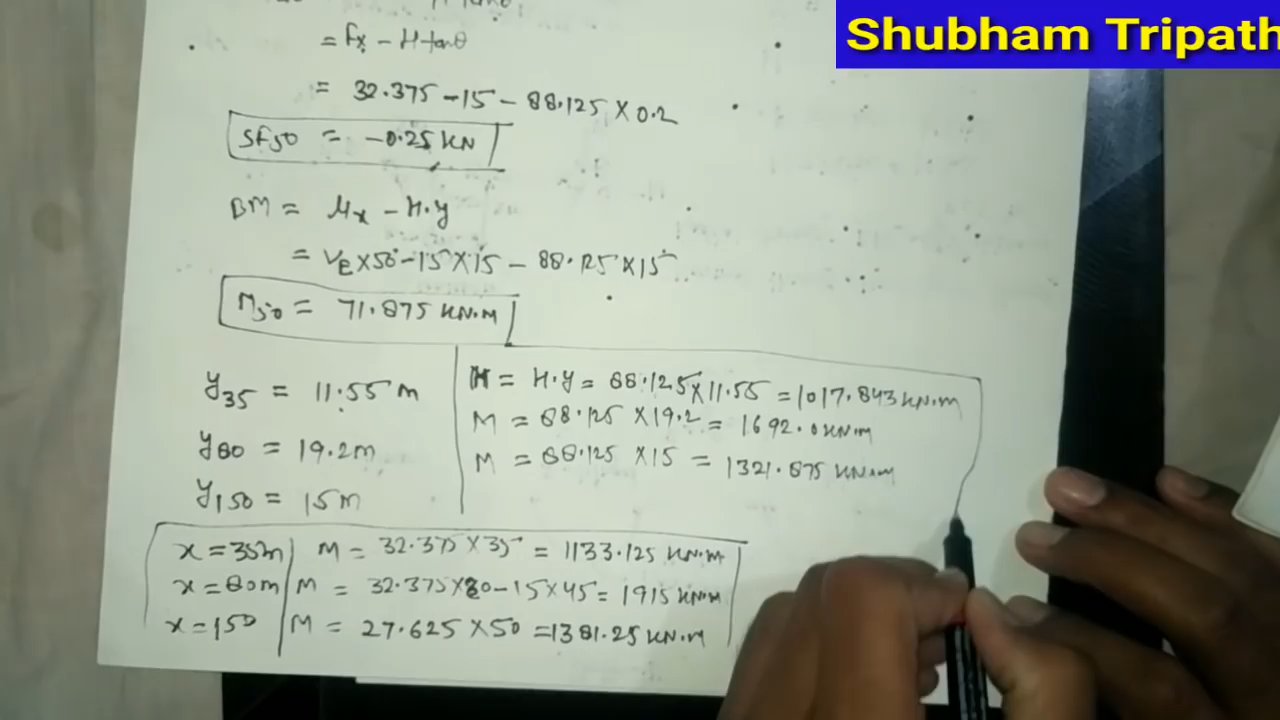 Shubham Tripath
= Fx - H tanθ
= 32.375 - 15 - 88.125 × 0.2
SF50 = -0.25 KN
BM = Mx - H.y
= VE × 50 - 15 × 15 - 88.125 × 15
M50 = 71.875 KN.M
y35 = 11.55 m
y80 = 19.2m
y150 = 15m
M = H.y = 88.125 × 11.55 = 1017.843 KN.M
M = 88.125 × 19.2 = 1692.0 KN.M
M = 88.125 × 15 = 1321.875 KN.M
x = 35m M = 32.375 × 35 = 1133.125 KN.M
x = 80m M = 32.375 × 80 - 15 × 45 = 1915 KN.M
x = 150 M = 27.625 × 50 = 1381.25 KN.M